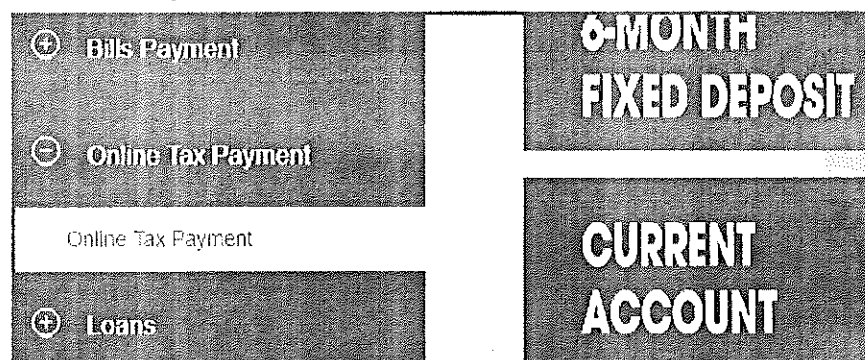 Bills Payment
Online Tax Payment
Online Tax Payment
Loans
6-MONTH
FIXED DEPOSIT
CURRENT
ACCOUNT